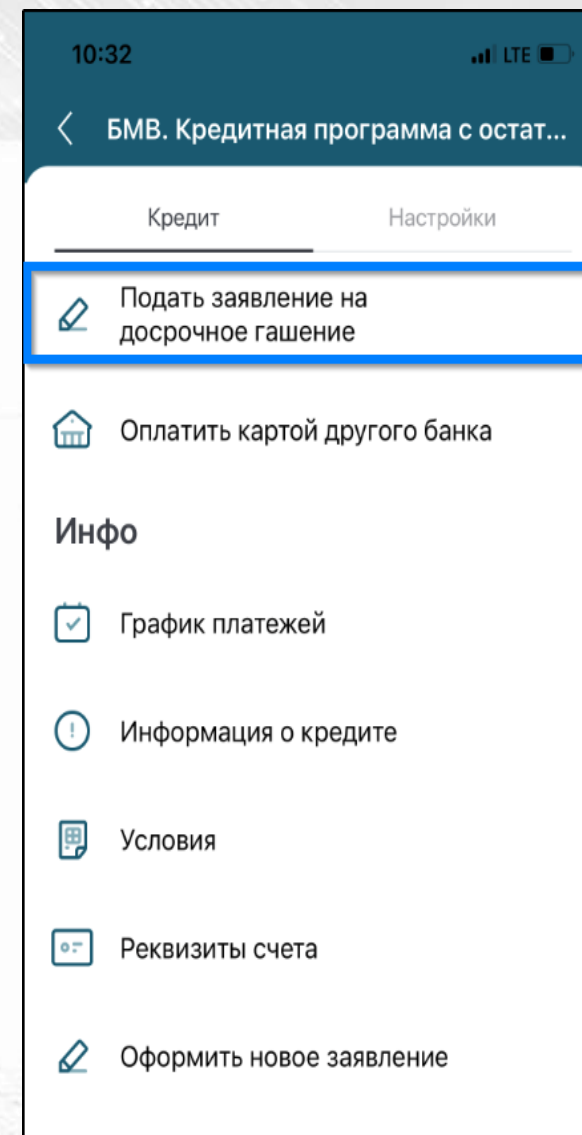 10:32
LTE
БМВ. Кредитная программа с остат...
Кредит
Настройки
Подать заявление на
досрочное гашение
Оплатить картой другого банка
Инфо
График платежей
Информация о кредите
Условия
Реквизиты счета
Оформить новое заявление